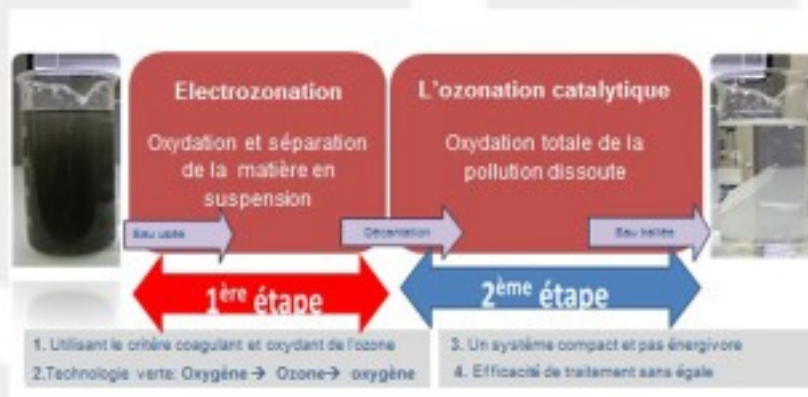 Electrozonation
Oxydation et séparation
de la matière en
suspension
L'ozonation catalytique
Oxydation totale de la
pollution dissoute
Eau usée
Décantation
Eau traitée
1ère étape
2ème étape
1. Utilisant le critère coagulant et oxydant de l'ozone
2.Technologie verte: Oxygène → Ozone→ oxygène
3. Un système compact et pas énergivore
4. Efficacité de traitement sans égale